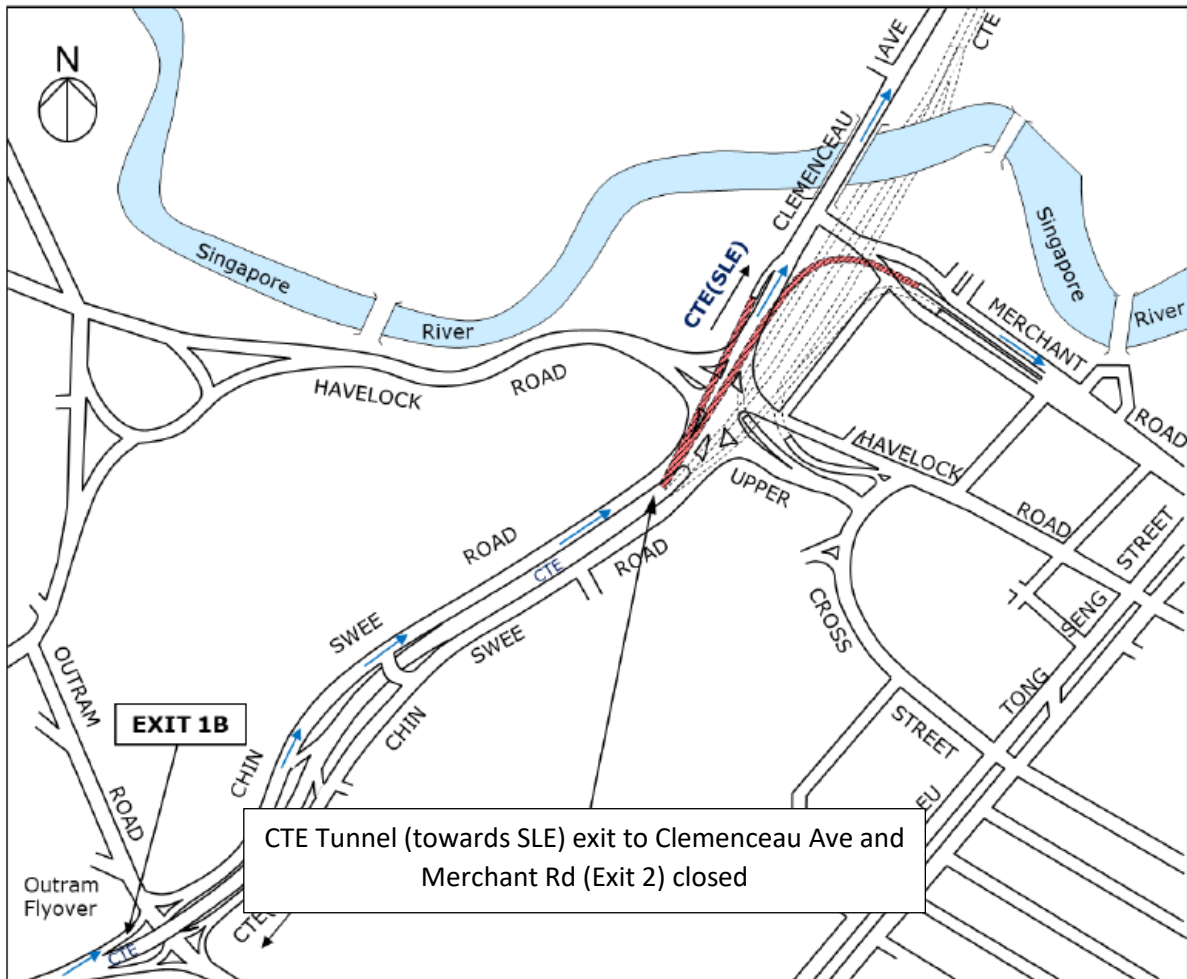 N
AVE
CTE
CLEMENCEAU
CTE(SLE)
Singapore
River
Singapore
River
MERCHANT
ROAD
HAVELOCK
ROAD
HAVELOCK
ROAD
UPPER
CROSS
STREET
STREET
SENG
TONG
EU
ROAD
CTE
ROAD
SWEE
SWEE
CHIN
CHIN
OUTRAM
ROAD
EXIT 1B
Outram
Flyover
CTE
CTE(
CTE Tunnel (towards SLE) exit to Clemenceau Ave and
Merchant Rd (Exit 2) closed